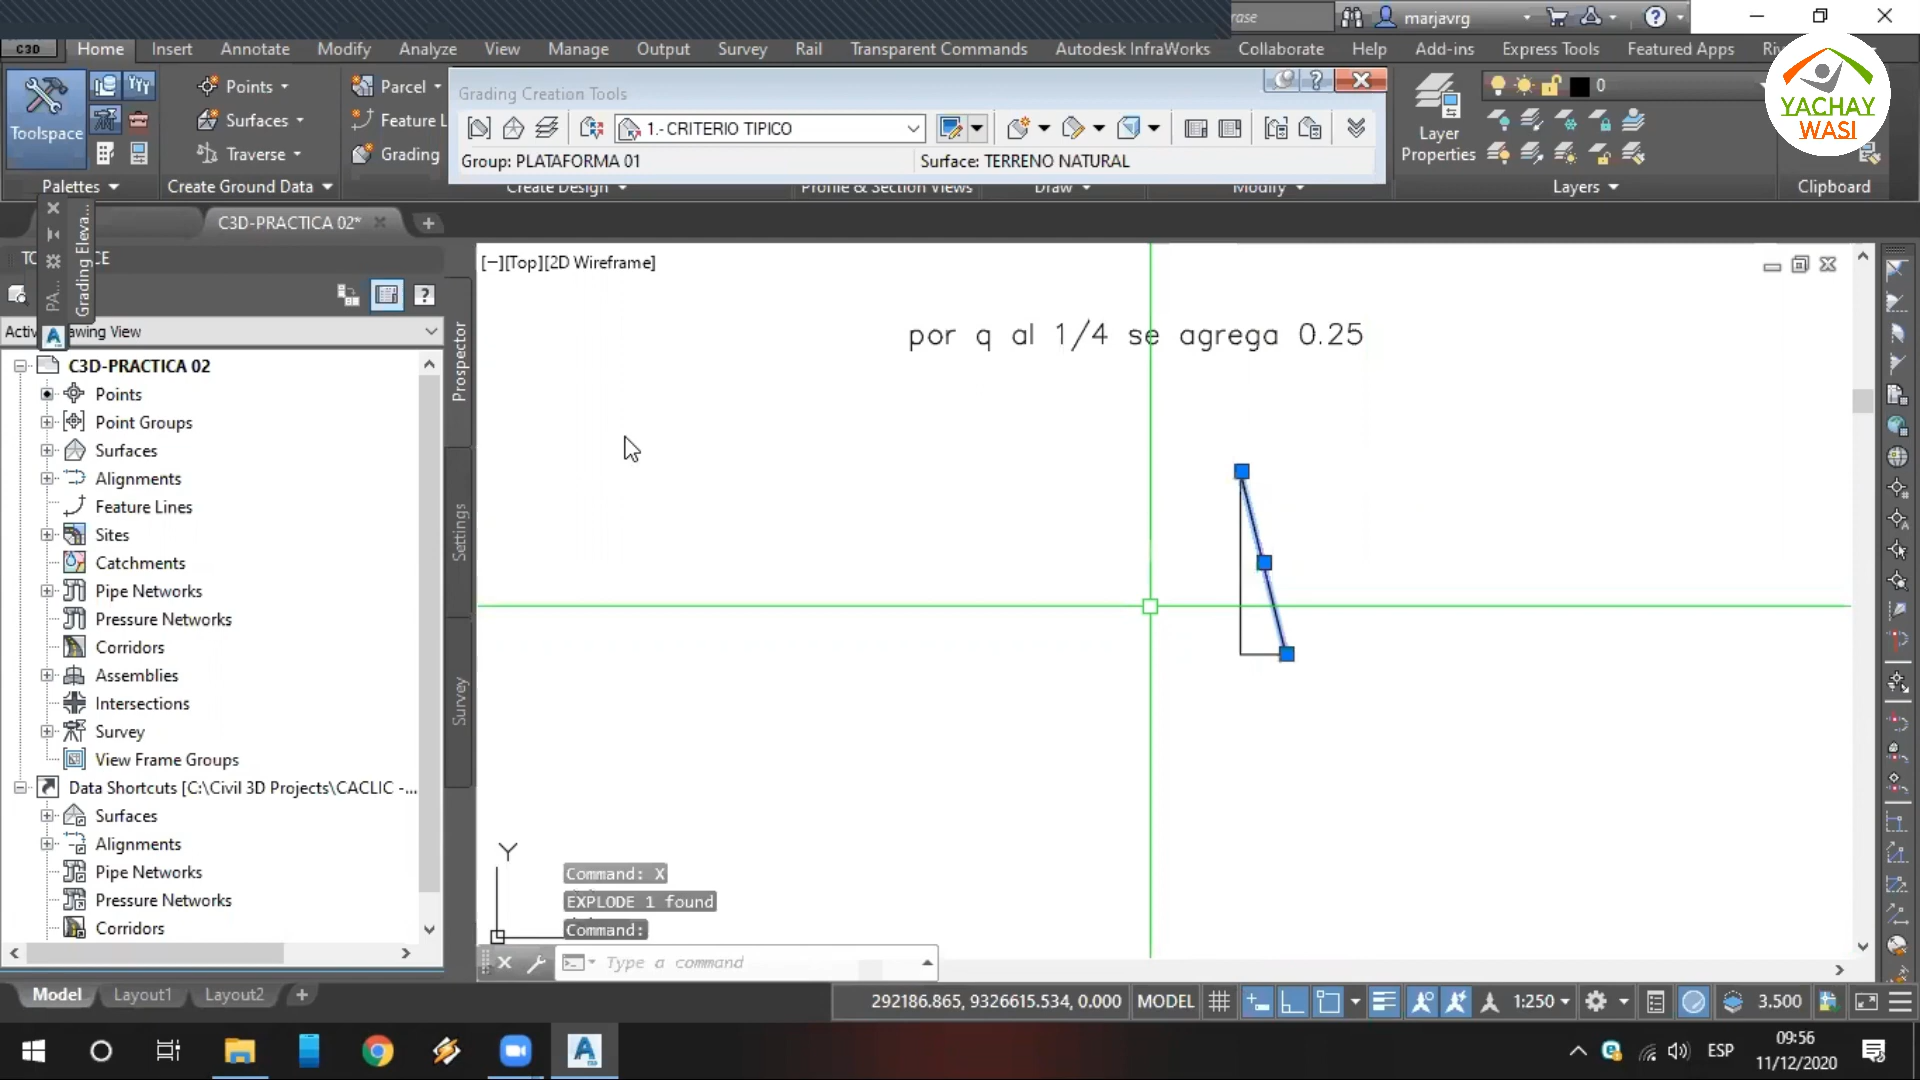 rase
marjavrg
C3D
Home Insert Annotate Modify Analyze View Manage Output Survey Rail Transparent Commands Autodesk InfraWorks Collaborate Help Add-ins Express Tools Featured Apps
YACHAY
WASI
Toolspace
Points
Surfaces
Traverse
Parcel
Feature L
Grading
Grading Creation Tools
1.- CRITERIO TIPICO
Group: PLATAFORMA 01
Surface: TERRENO NATURAL
Layer
Properties
0
Palettes
Create Ground Data
Create Design
Profile & Section Views
Draw
Modify
Layers
Clipboard
C3D-PRACTICA 02*
Grading Eleva...
PA...
Prospector
Settings
Survey
C3D-PRACTICA 02
Points
Point Groups
Surfaces
Alignments
Feature Lines
Sites
Catchments
Pipe Networks
Pressure Networks
Corridors
Assemblies
Intersections
Survey
View Frame Groups
Data Shortcuts [C:\Civil 3D Projects\CACLIC -...
Surfaces
Alignments
Pipe Networks
Pressure Networks
Corridors
[−][Top][2D Wireframe]
por q al 1/4 se agrega 0.25
Y
Command: X
EXPLODE 1 found
Command:
Type a command
Model Layout1 Layout2
292186.865, 9326615.534, 0.000 MODEL 1:250 3.500
ESP
09:56
11/12/2020